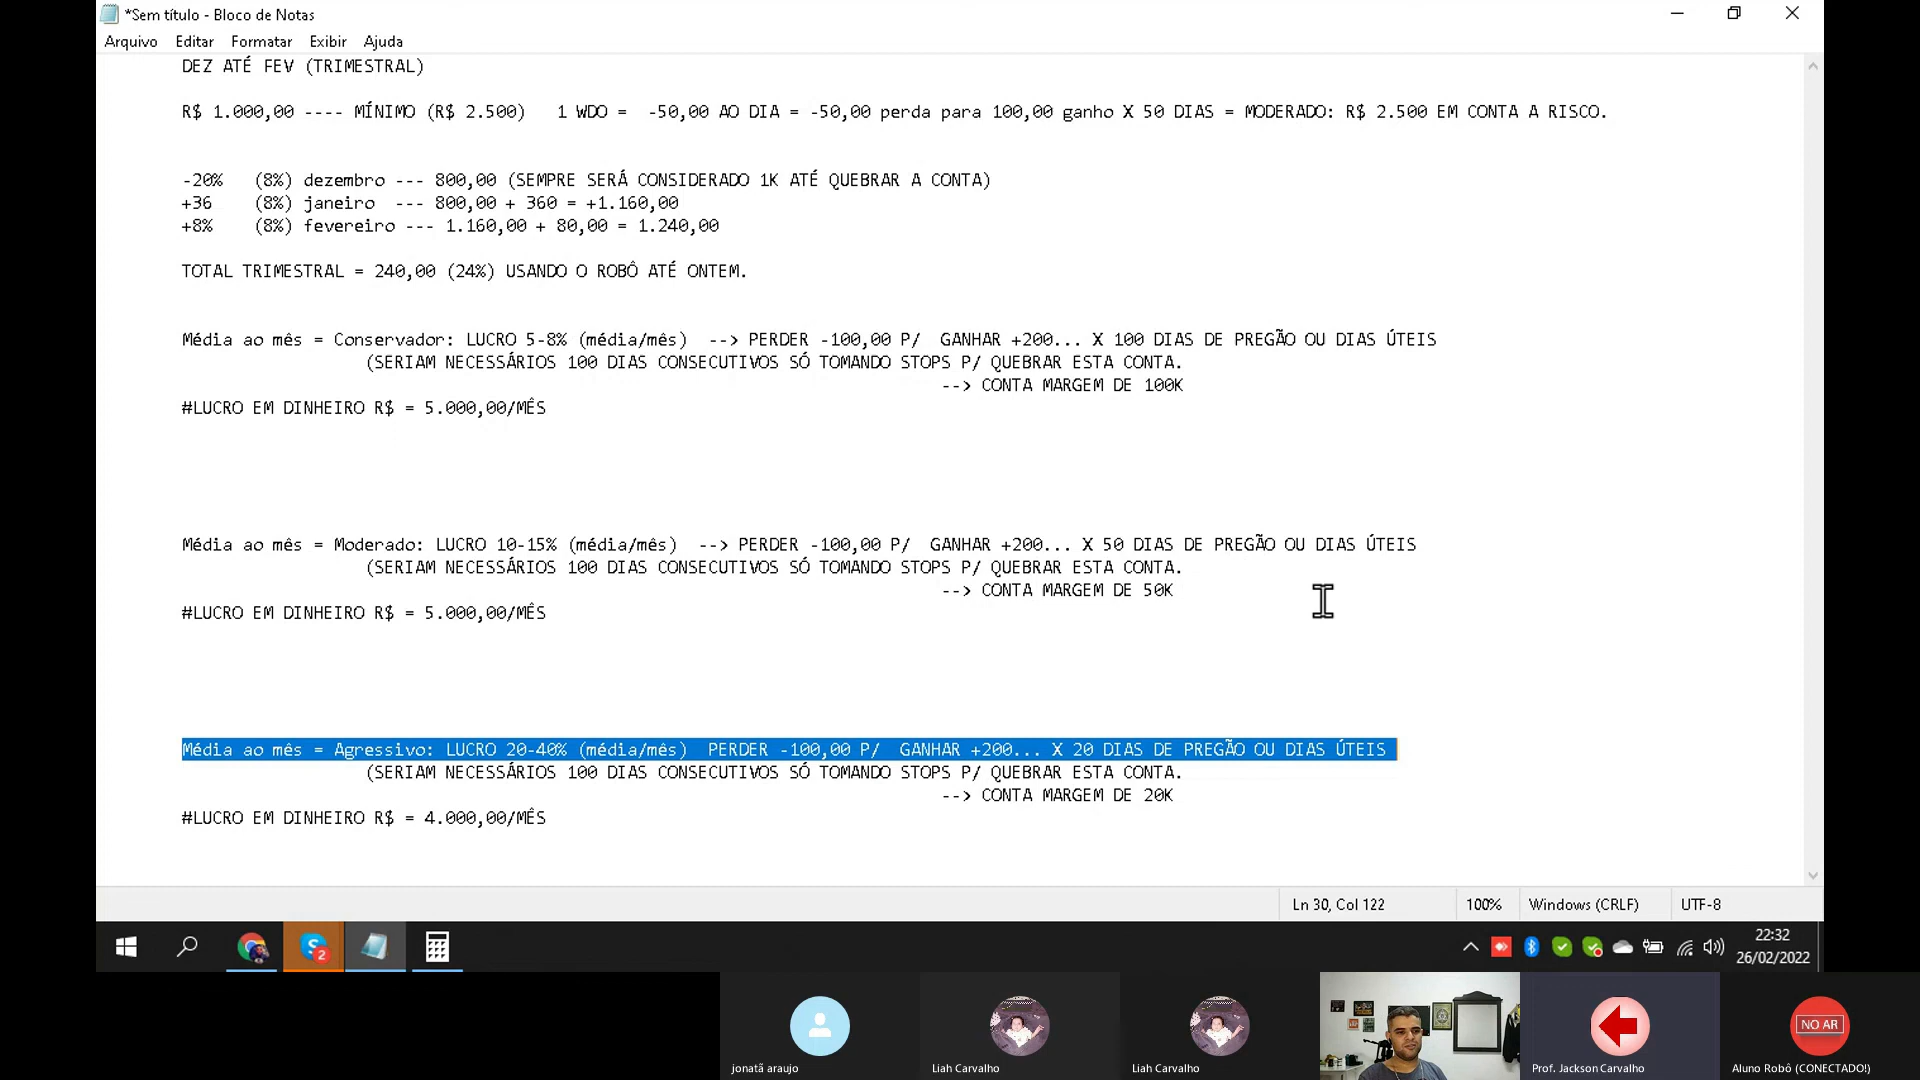 *Sem título - Bloco de Notas
Arquivo Editar Formatar Exibir Ajuda
DEZ ATÉ FEV (TRIMESTRAL)
R$ 1.000,00 ---- MÍNIMO (R$ 2.500) 1 WDO = -50,00 AO DIA = -50,00 perda para 100,00 ganho X 50 DIAS = MODERADO: R$ 2.500 EM CONTA A RISCO.
-20% (8%) dezembro --- 800,00 (SEMPRE SERÁ CONSIDERADO 1K ATÉ QUEBRAR A CONTA)
+36 (8%) janeiro --- 800,00 + 360 = +1.160,00
+8% (8%) fevereiro --- 1.160,00 + 80,00 = 1.240,00
TOTAL TRIMESTRAL = 240,00 (24%) USANDO O ROBÔ ATÉ ONTEM.
Média ao mês = Conservador: LUCRO 5-8% (média/mês) --> PERDER -100,00 P/ GANHAR +200... X 100 DIAS DE PREGÃO OU DIAS ÚTEIS
(SERIAM NECESSÁRIOS 100 DIAS CONSECUTIVOS SÓ TOMANDO STOPS P/ QUEBRAR ESTA CONTA.
--> CONTA MARGEM DE 100K
#LUCRO EM DINHEIRO R$ = 5.000,00/MÊS
Média ao mês = Moderado: LUCRO 10-15% (média/mês) --> PERDER -100,00 P/ GANHAR +200... X 50 DIAS DE PREGÃO OU DIAS ÚTEIS
(SERIAM NECESSÁRIOS 100 DIAS CONSECUTIVOS SÓ TOMANDO STOPS P/ QUEBRAR ESTA CONTA.
--> CONTA MARGEM DE 50K
#LUCRO EM DINHEIRO R$ = 5.000,00/MÊS
Média ao mês = Agressivo: LUCRO 20-40% (média/mês) PERDER -100,00 P/ GANHAR +200... X 20 DIAS DE PREGÃO OU DIAS ÚTEIS
(SERIAM NECESSÁRIOS 100 DIAS CONSECUTIVOS SÓ TOMANDO STOPS P/ QUEBRAR ESTA CONTA.
--> CONTA MARGEM DE 20K
#LUCRO EM DINHEIRO R$ = 4.000,00/MÊS
Ln 30, Col 122 100% Windows (CRLF) UTF-8
S 2
22:32
26/02/2022
NO AR
jonatã araujo Liah Carvalho Liah Carvalho Prof. Jackson Carvalho Aluno Robô (CONECTADO!)